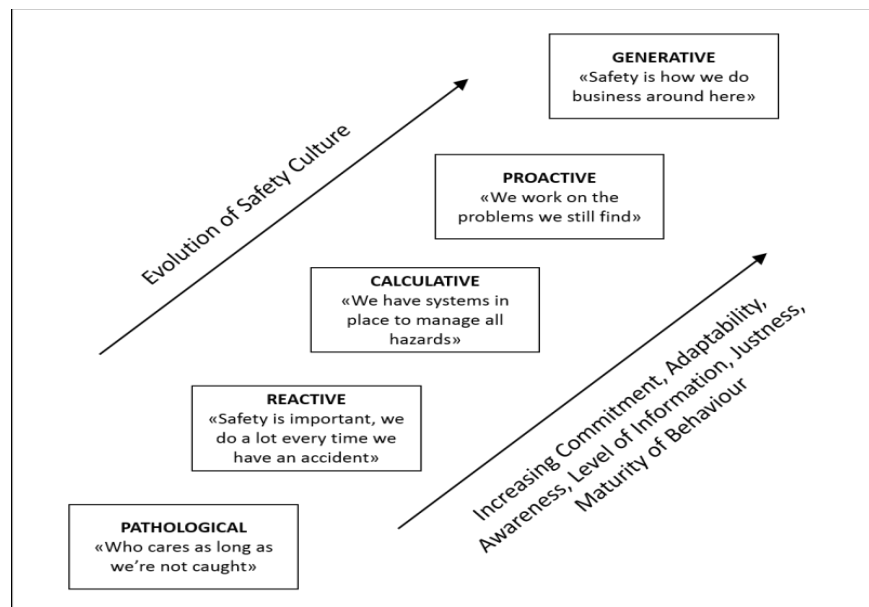 GENERATIVE
«Safety is how we do
business around here»
Evolution of Safety Culture
PROACTIVE
«We work on the
problems we still find»
CALCULATIVE
«We have systems in
place to manage all
hazards»
REACTIVE
«Safety is important, we
do a lot every time we
have an accident»
PATHOLOGICAL
«Who cares as long as
we’re not caught»
Increasing Commitment, Adaptability,
Awareness, Level of Information, Justness,
Maturity of Behaviour